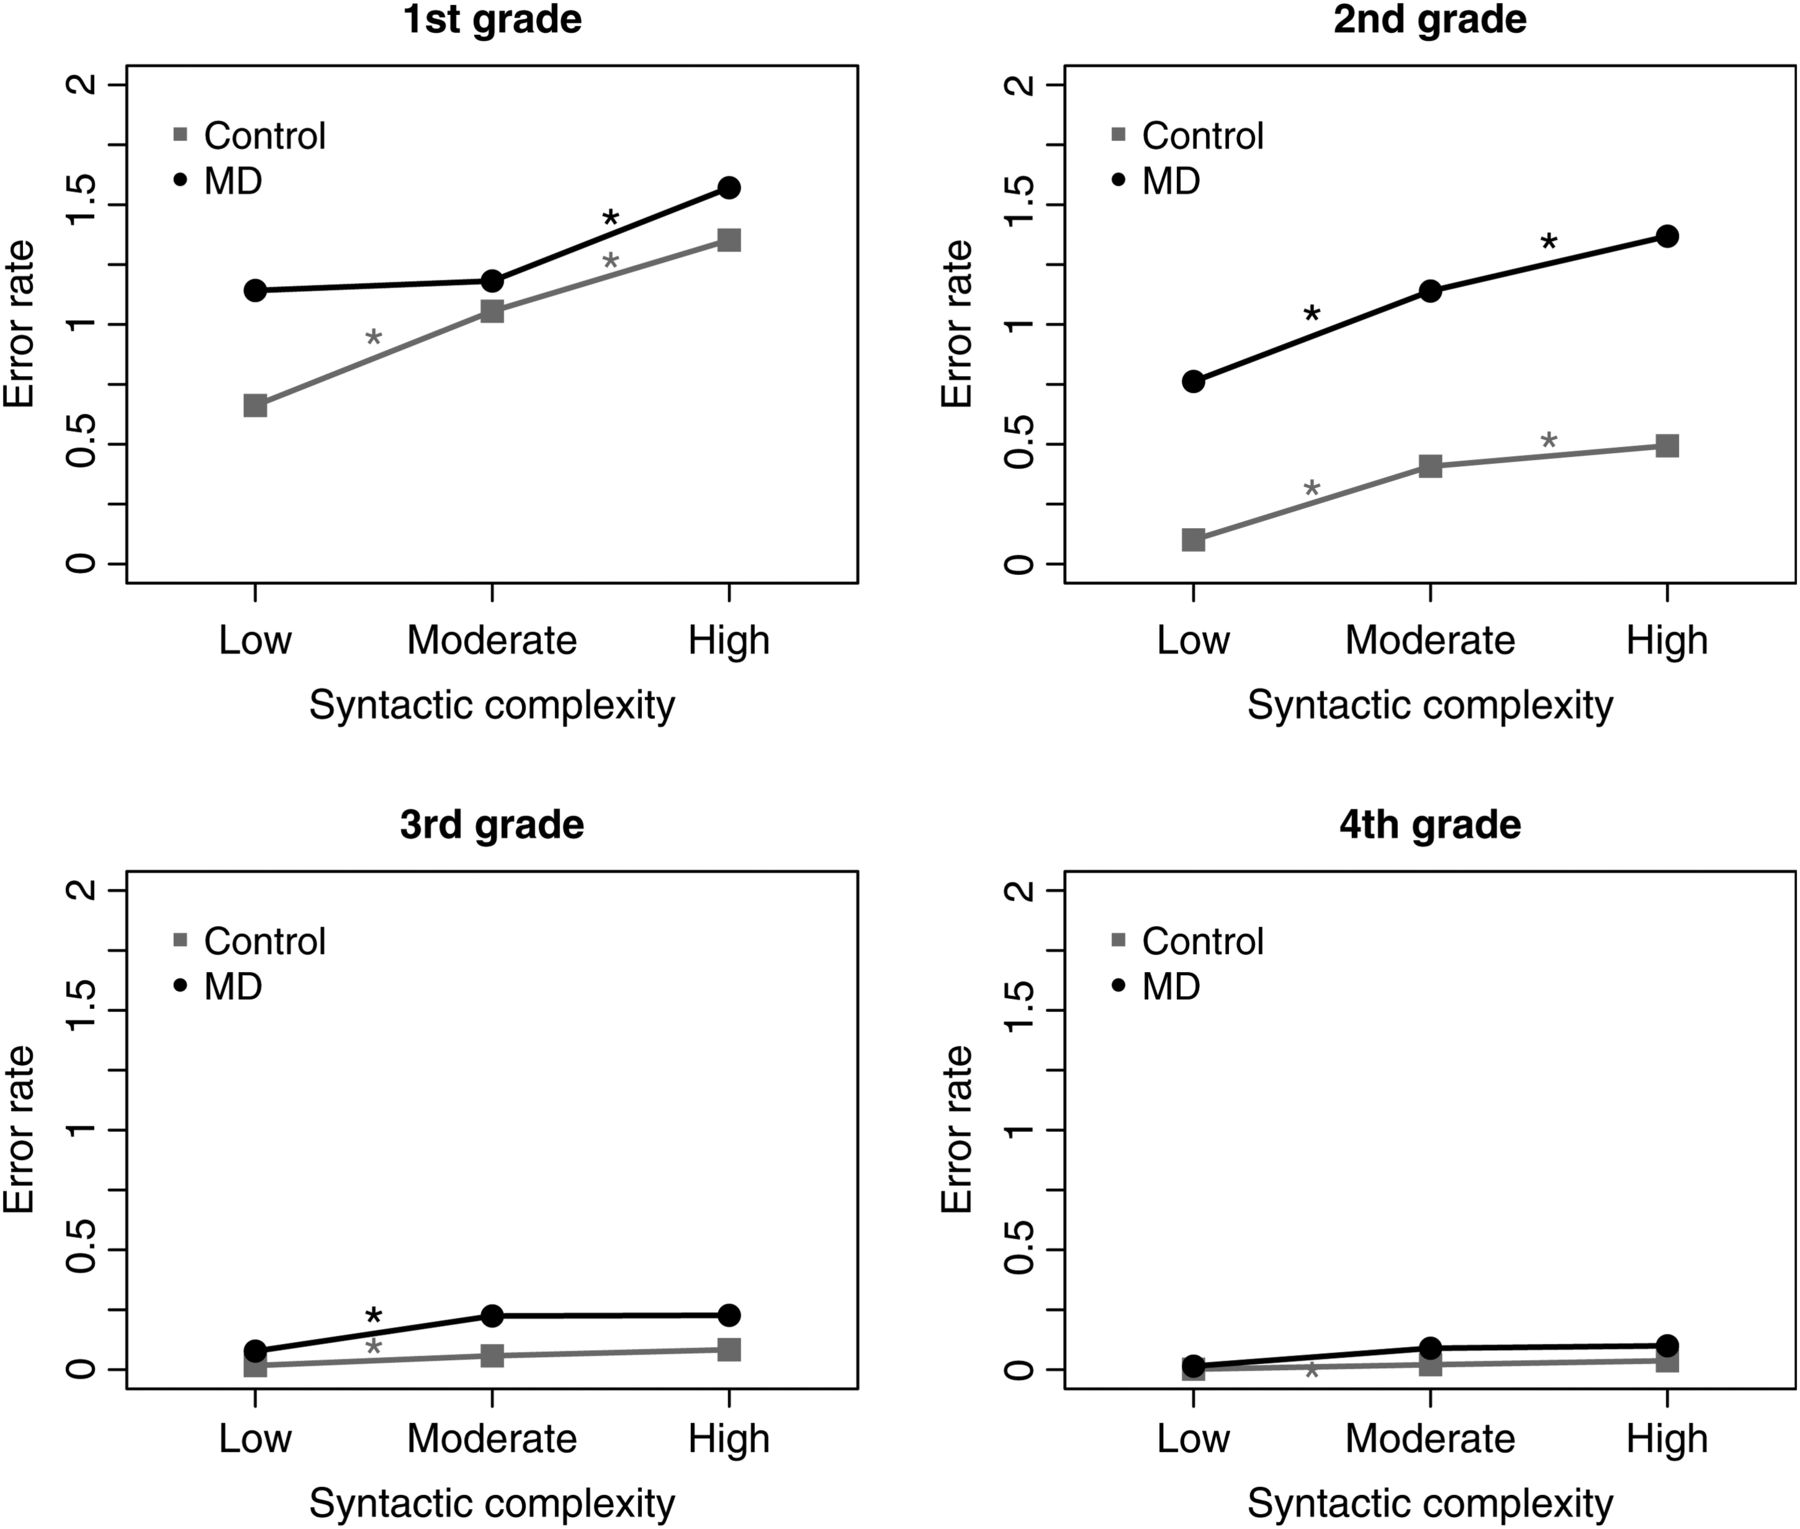 1st grade
2
1.5
1
0.5
0
Error rate
Control
MD
*
*
*
Low Moderate High
Syntactic complexity
2nd grade
2
1.5
1
0.5
0
Error rate
Control
MD
*
*
*
*
Low Moderate High
Syntactic complexity
3rd grade
2
1.5
1
0.5
0
Error rate
Control
MD
*
*
Low Moderate High
Syntactic complexity
4th grade
2
1.5
1
0.5
0
Error rate
Control
MD
*
Low Moderate High
Syntactic complexity